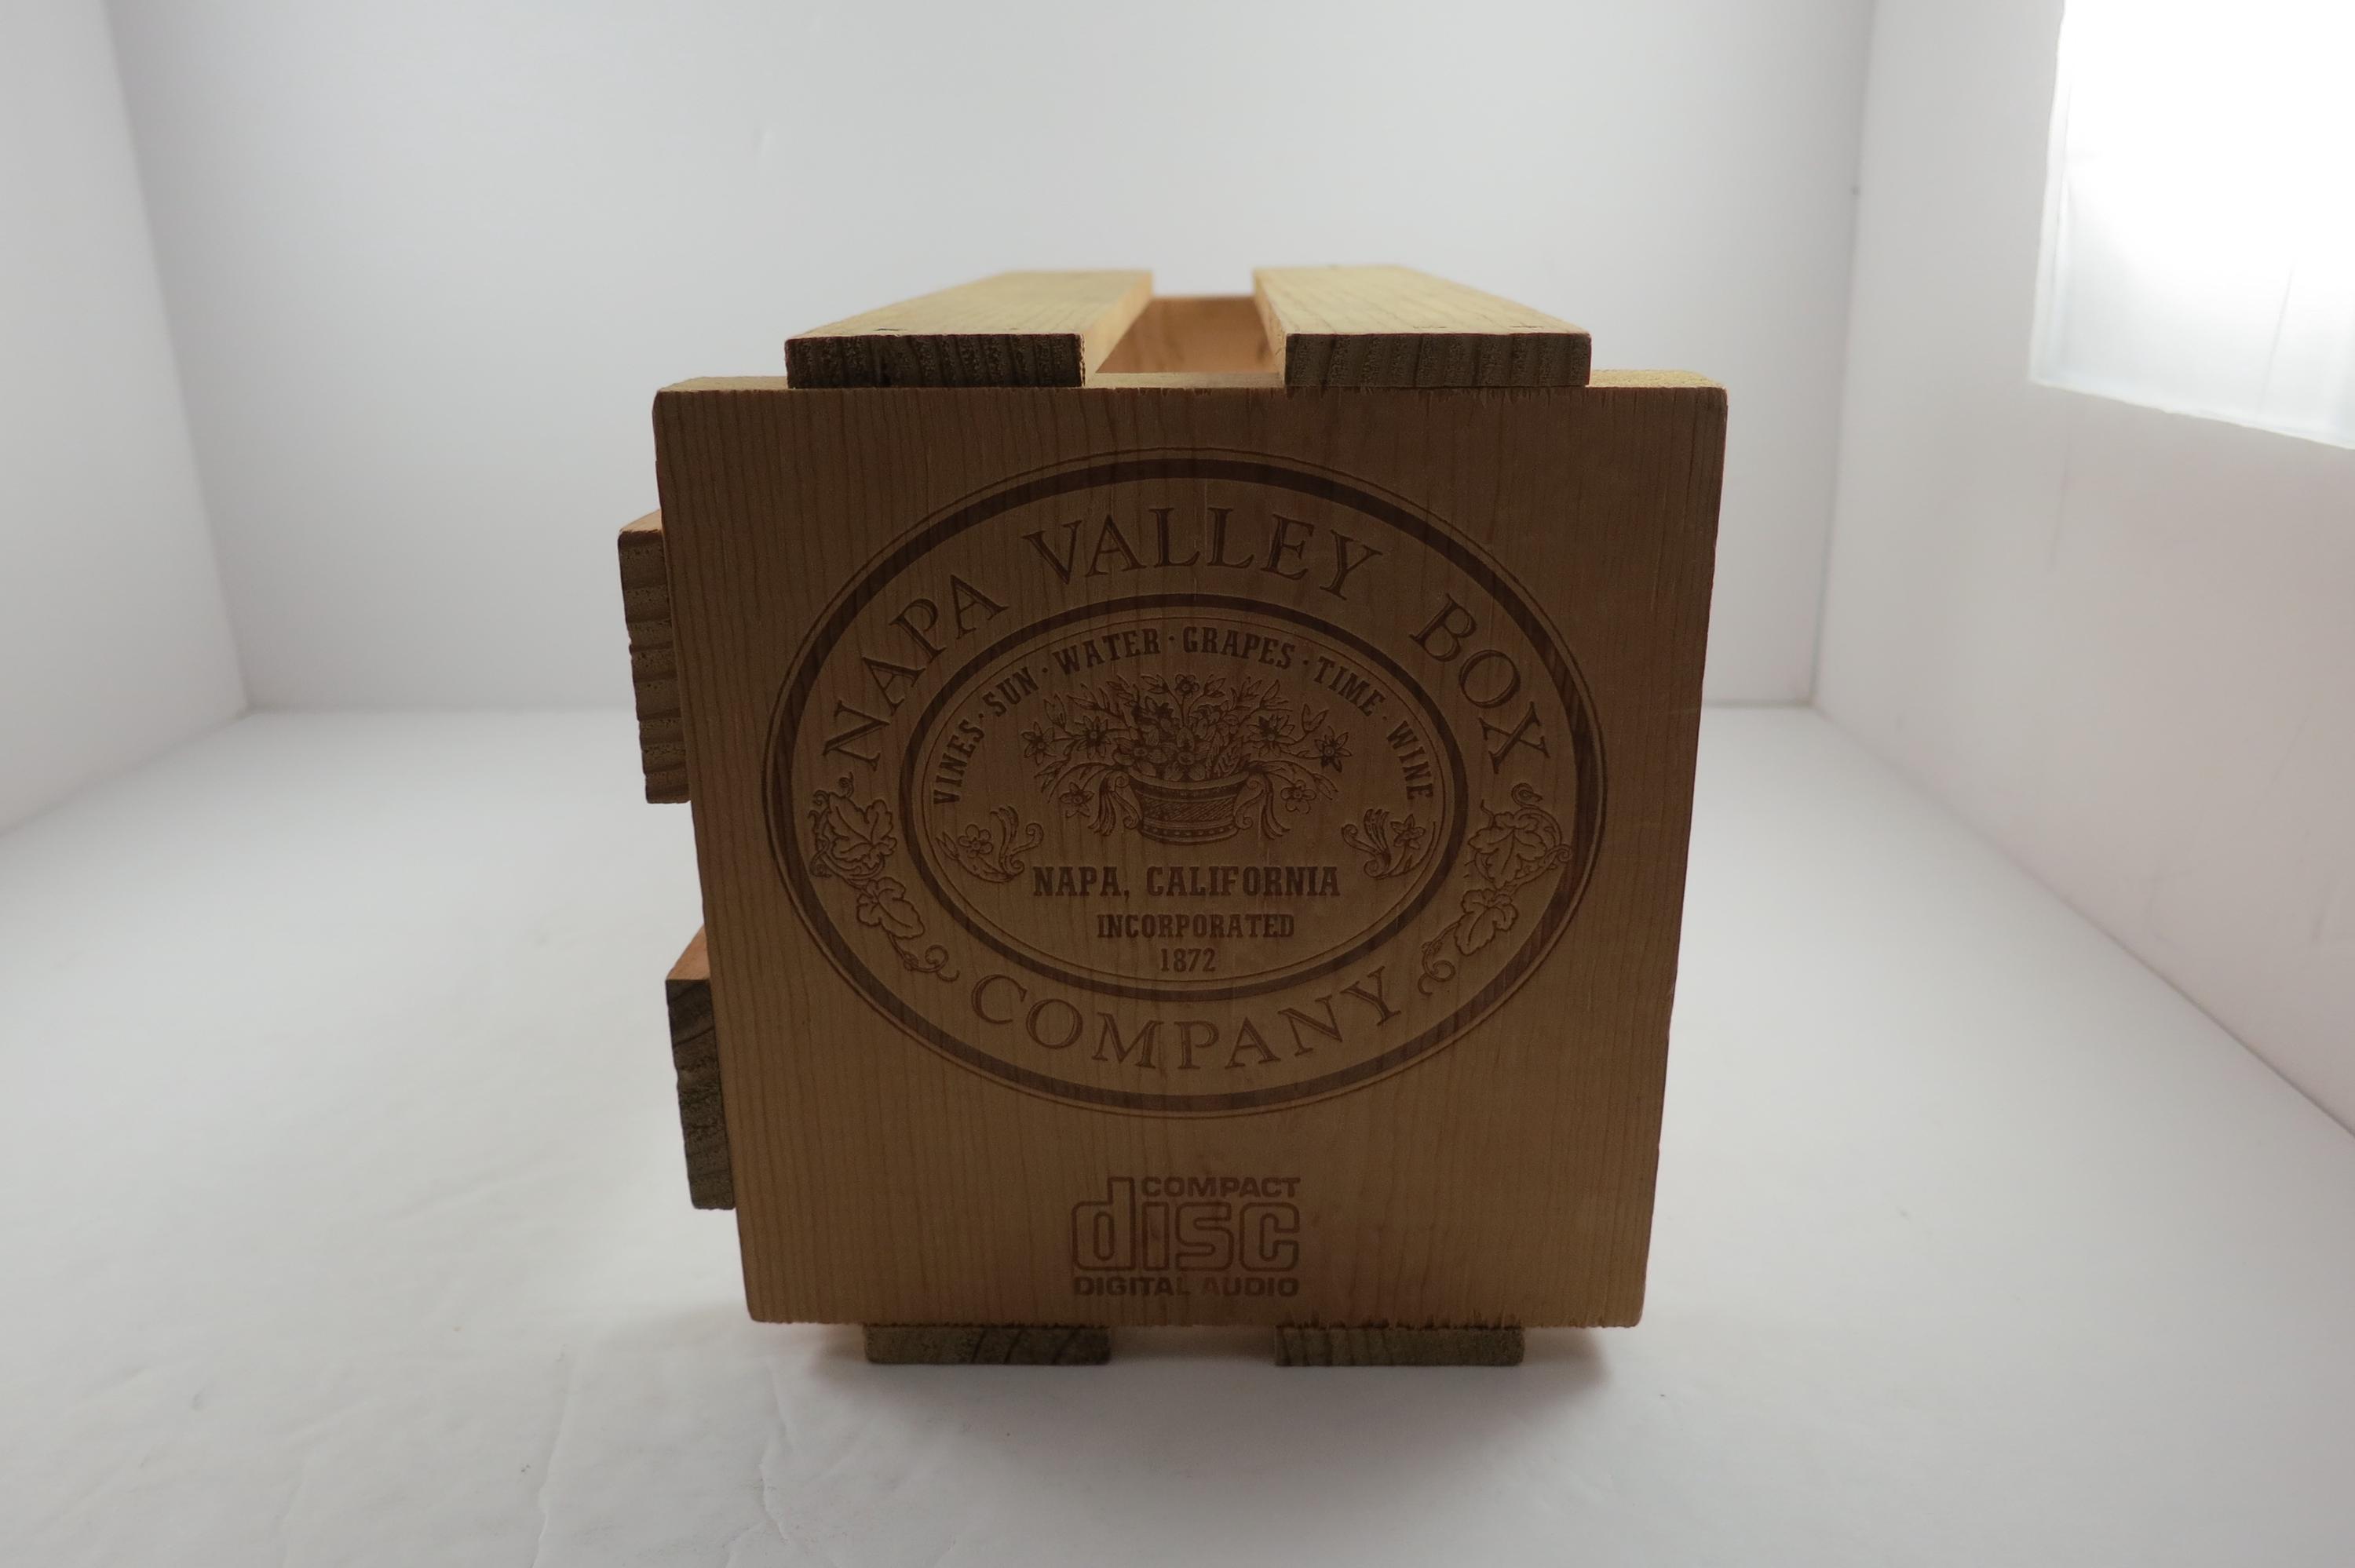 NAPA VALLEY BOX
VINES · SUN · WATER · GRAPES · TIME · WINE
NAPA, CALIFORNIA
INCORPORATED
1872
COMPANY
COMPACT
disc
DIGITAL AUDIO